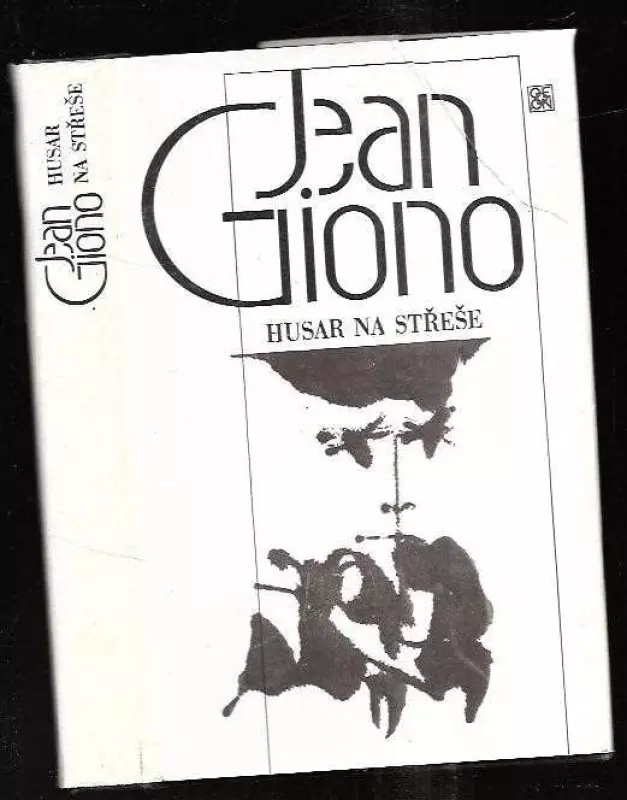 Jean
Giono
HUSAR NA STŘEŠE
Jean
Giono
HUSAR
NA STŘEŠE